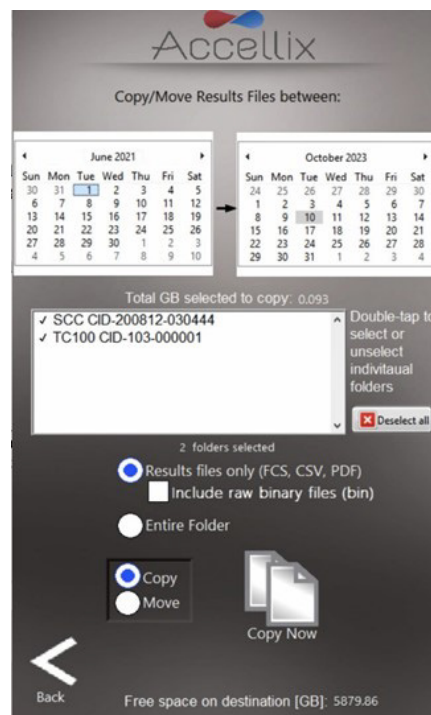 Accellix
Copy/Move Results Files between:
June 2021
Sun Mon Tue Wed Thu Fri Sat
30 31 1 2 3 4 5
6 7 8 9 10 11 12
13 14 15 16 17 18 19
20 21 22 23 24 25 26
27 28 29 30 1 2 3
4 5 6 7 8 9 10
October 2023
Sun Mon Tue Wed Thu Fri Sat
24 25 26 27 28 29 30
1 2 3 4 5 6 7
8 9 10 11 12 13 14
15 16 17 18 19 20 21
22 23 24 25 26 27 28
29 30 31 1 2 3 4
Total GB selected to copy: 0.093
✓ SCC CID-200812-030444
✓ TC100 CID-103-000001
Double-tap to
select or
unselect
indivitaual
folders
Deselect all
2 folders selected
Results files only (FCS, CSV, PDF)
Include raw binary files (bin)
Entire Folder
Copy
Move
Copy Now
Back
Free space on destination [GB]: 5879.86